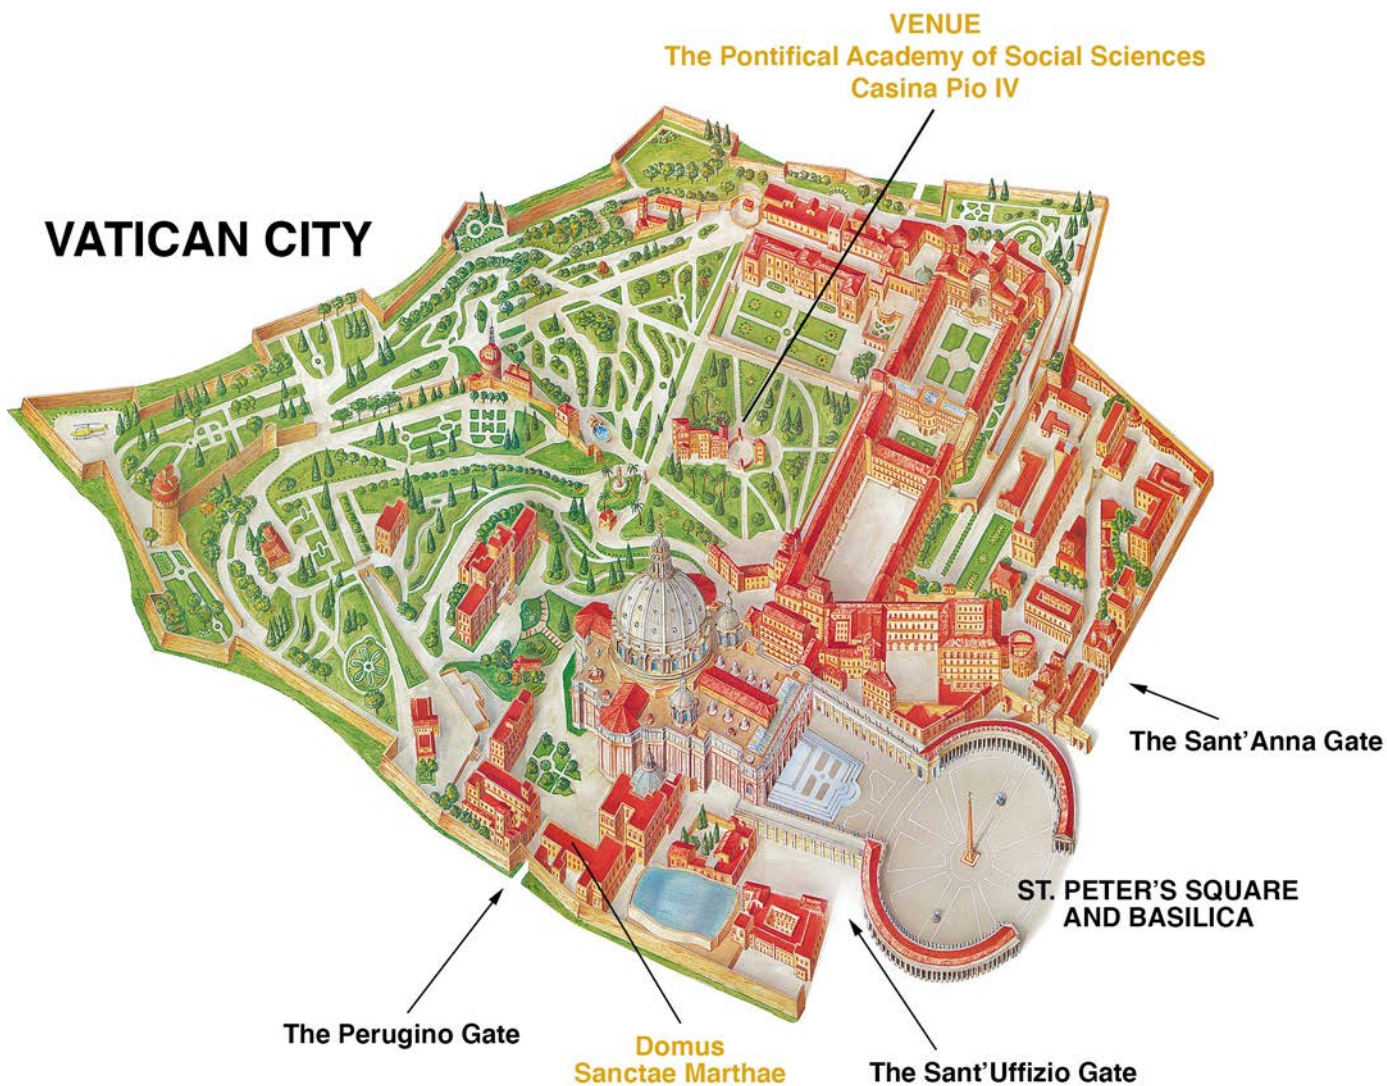 VENUE
The Pontifical Academy of Social Sciences
Casina Pio IV
VATICAN CITY
The Sant'Anna Gate
ST. PETER'S SQUARE
AND BASILICA
The Perugino Gate
Domus
Sanctae Marthae
The Sant'Uffizio Gate